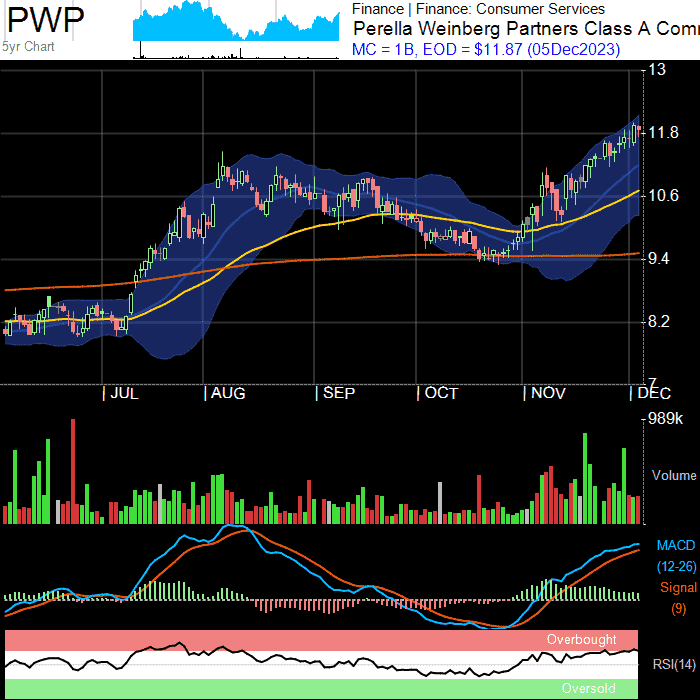 PWP
5yr Chart
Finance | Finance: Consumer Services
Perella Weinberg Partners Class A Com
MC = 1B, EOD = $11.87 (05Dec2023)
13
11.8
10.6
9.4
8.2
7
JUL AUG SEP OCT NOV DEC
989k
Volume
MACD
(12-26)
Signal
(9)
Overbought
RSI(14)
Oversold